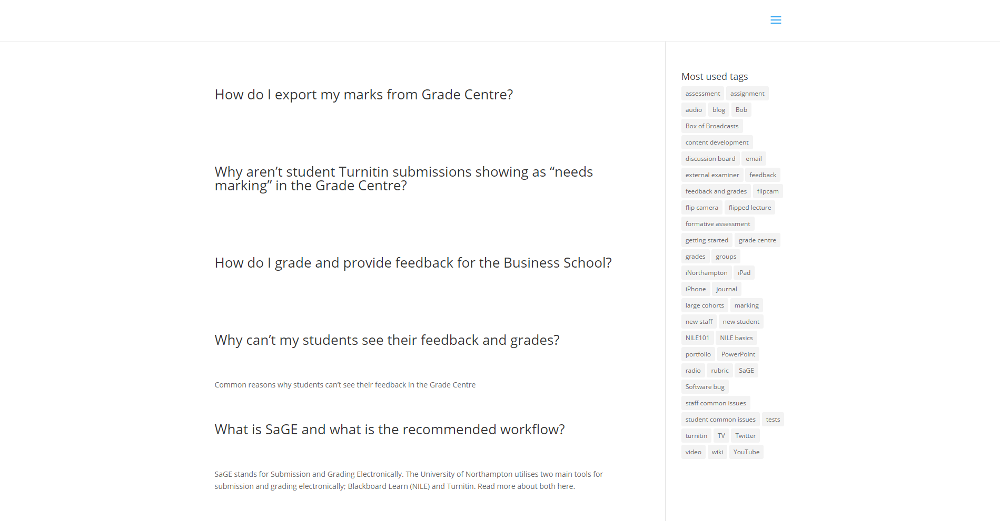 How do I export my marks from Grade Centre?
Why aren’t student Turnitin submissions showing as “needs
marking” in the Grade Centre?
How do I grade and provide feedback for the Business School?
Why can’t my students see their feedback and grades?
Common reasons why students can’t see their feedback in the Grade Centre
What is SaGE and what is the recommended workflow?
SaGE stands for Submission and Grading Electronically. The University of Northampton utilises two main tools for
submission and grading electronically; Blackboard Learn (NILE) and Turnitin. Read more about both here.
Most used tags
assessment assignment
audio blog Bob
Box of Broadcasts
content development
discussion board email
external examiner feedback
feedback and grades flipcam
flip camera flipped lecture
formative assessment
getting started grade centre
grades groups
iNorthampton iPad
iPhone journal
large cohorts marking
new staff new student
NILE101 NILE basics
portfolio PowerPoint
radio rubric SaGE
Software bug
staff common issues
student common issues tests
turnitin TV Twitter
video wiki YouTube